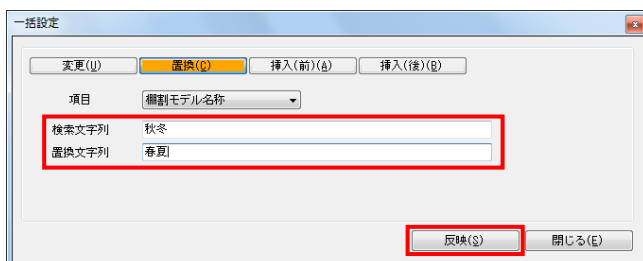 一括設定
変更(U) 置換(C) 挿入(前)(A) 挿入(後)(B)
項目 棚割モデル名称
検索文字列 秋冬
置換文字列 春夏
反映(S) 閉じる(E)